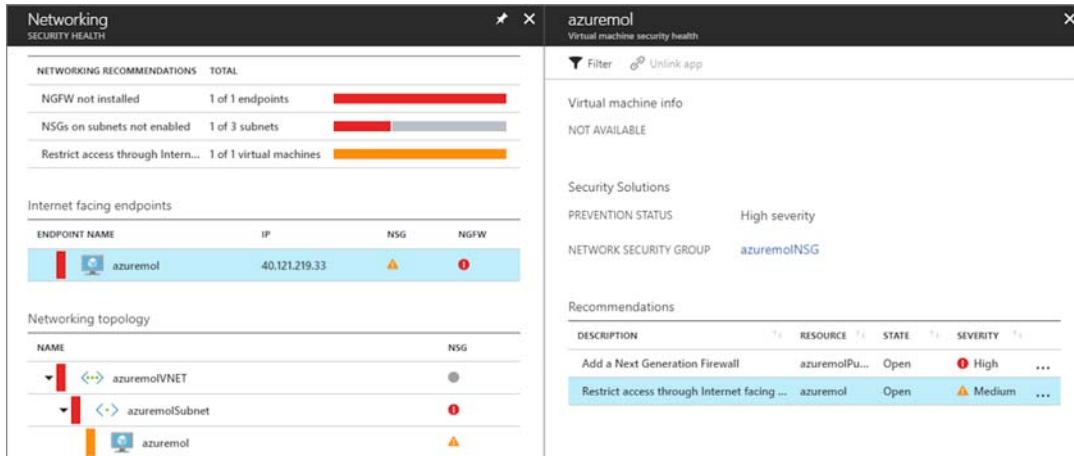 Networking
SECURITY HEALTH
NETWORKING RECOMMENDATIONS TOTAL
NGFW not installed 1 of 1 endpoints
NSGs on subnets not enabled 1 of 3 subnets
Restrict access through Intern... 1 of 1 virtual machines
Internet facing endpoints
ENDPOINT NAME IP NSG NGFW
azuremol 40.121.219.33
Networking topology
NAME NSG
azuremolVNET
azuremolSubnet
azuremol
azuremol
Virtual machine security health
Filter Unlink app
Virtual machine info
NOT AVAILABLE
Security Solutions
PREVENTION STATUS High severity
NETWORK SECURITY GROUP azuremolNSG
Recommendations
DESCRIPTION RESOURCE STATE SEVERITY
Add a Next Generation Firewall azuremolPu... Open High ...
Restrict access through Internet facing ... azuremol Open Medium ...